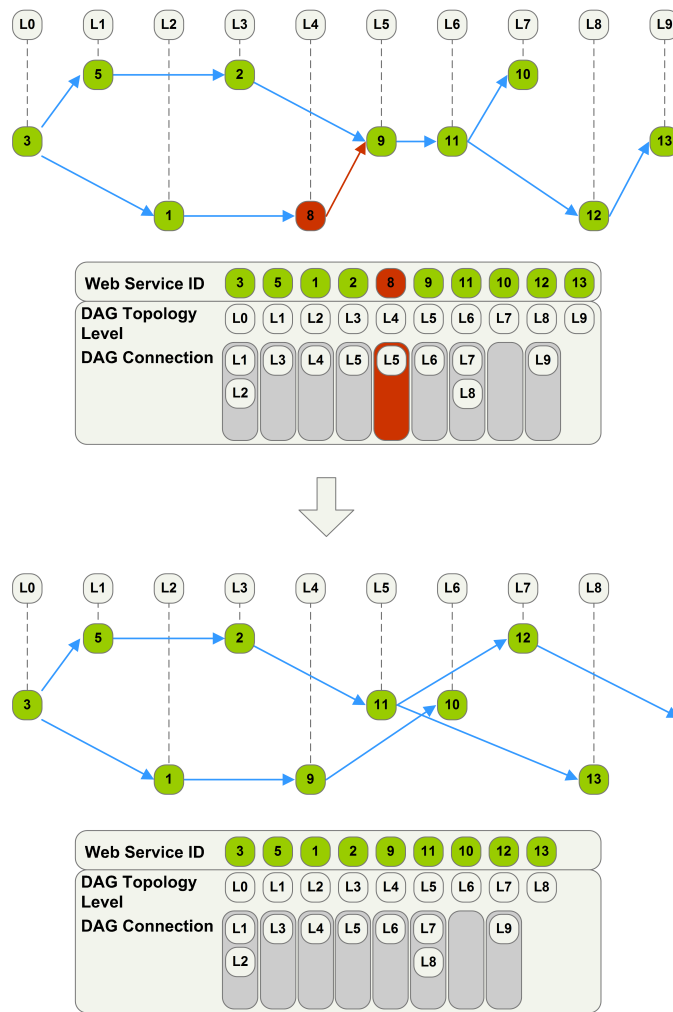 L0 L1 L2 L3 L4 L5 L6 L7 L8 L9
5 2 10
3 9 11 13
1 8 12
Web Service ID 3 5 1 2 8 9 11 10 12 13
DAG Topology Level L0 L1 L2 L3 L4 L5 L6 L7 L8 L9
DAG Connection L1 L3 L4 L5 L5 L6 L7 L9
L2 L8
L0 L1 L2 L3 L4 L5 L6 L7 L8
5 2 12
3 11 10
1 9 13
Web Service ID 3 5 1 2 9 11 10 12 13
DAG Topology Level L0 L1 L2 L3 L4 L5 L6 L7 L8
DAG Connection L1 L3 L4 L5 L6 L7 L9
L2 L8